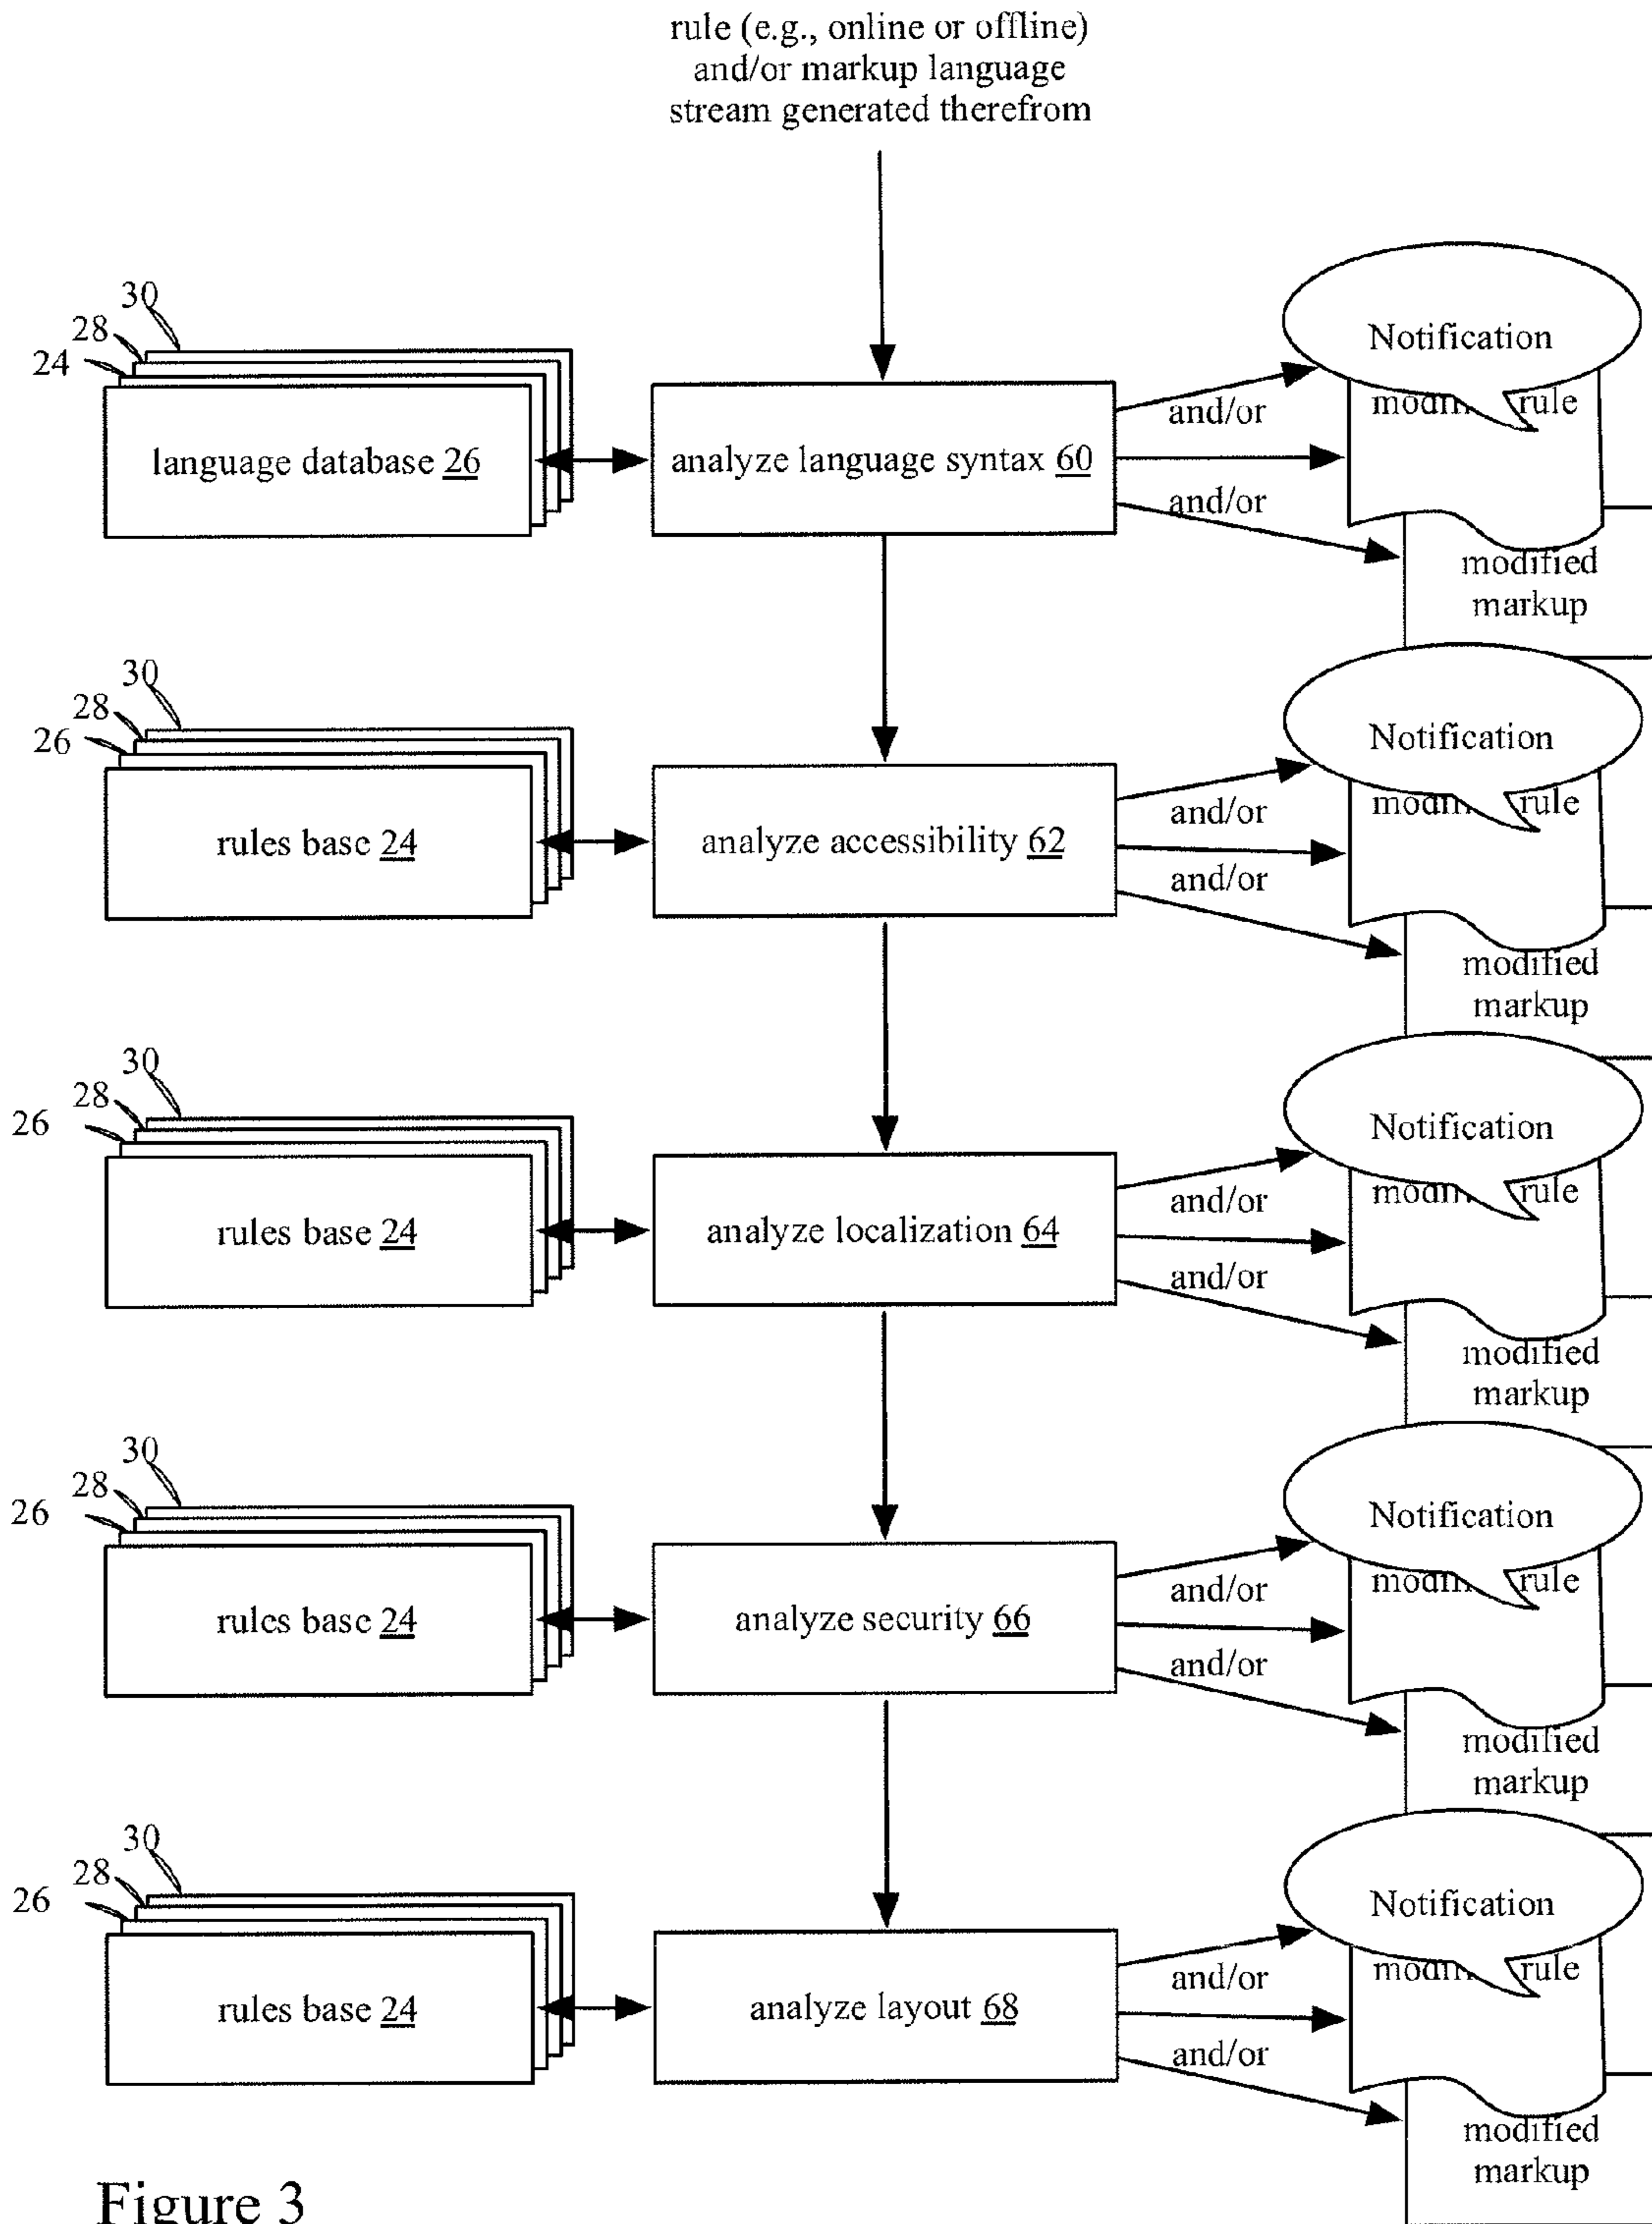 rule (e.g., online or offline)
and/or markup language
stream generated therefrom
30
28
24
language database 26
analyze language syntax 60
and/or
and/or
Notification
rule
modified
markup
30
28
26
rules base 24
analyze accessibility 62
and/or
and/or
Notification
rule
modified
markup
30
28
26
rules base 24
analyze localization 64
and/or
and/or
Notification
rule
modified
markup
30
28
26
rules base 24
analyze security 66
and/or
and/or
Notification
rule
modified
markup
30
28
26
rules base 24
analyze layout 68
and/or
and/or
Notification
rule
modified
markup
Figure 3